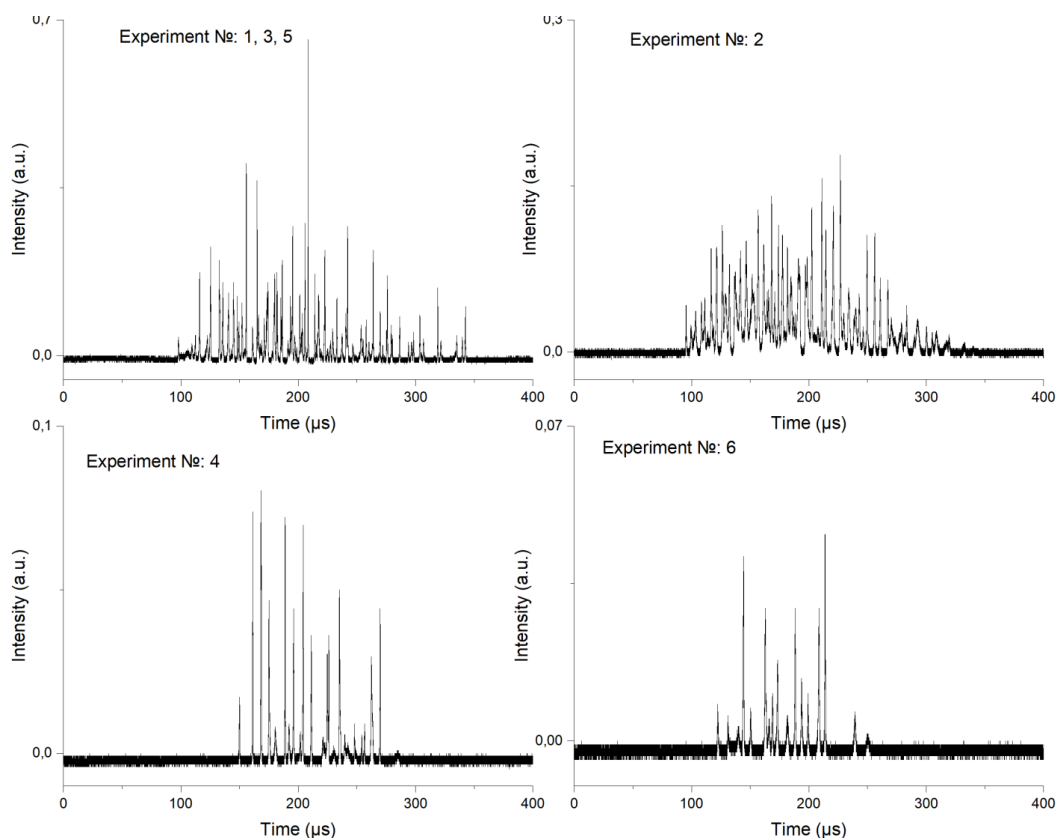 0,7
Experiment №: 1, 3, 5
Intensity (a.u.)
0,0
0 100 200 300 400
Time (µs)
0,3
Experiment №: 2
Intensity (a.u.)
0,0
0 100 200 300 400
Time (µs)
0,1
Experiment №: 4
Intensity (a.u.)
0,0
0 100 200 300 400
Time (µs)
0,07
Experiment №: 6
Intensity (a.u.)
0,00
0 100 200 300 400
Time (µs)